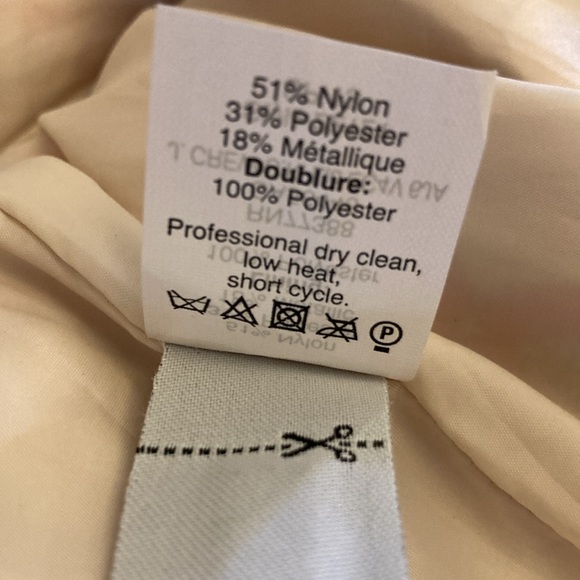 51% Nylon
31% Polyester
18% Métallique
Doublure:
100% Polyester
Professional dry clean,
low heat,
short cycle.
P